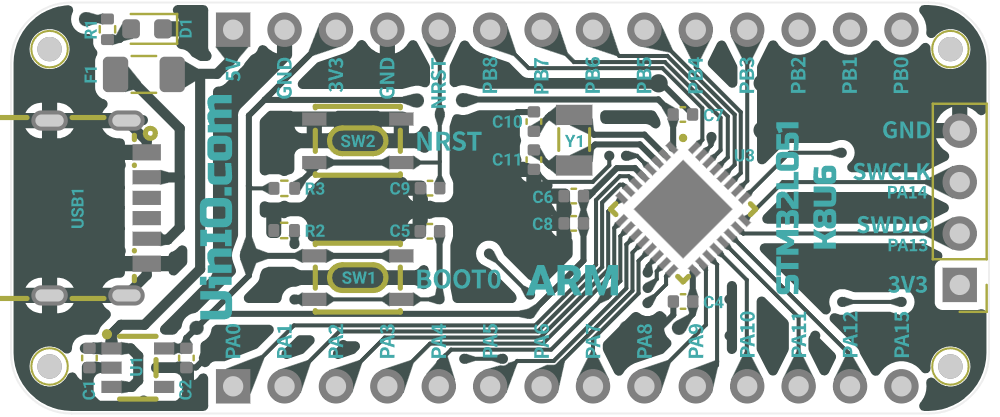 R1
D1
F1
5V
GND
3V3
GND
NRST
PB8
PB7
PB6
PB5
PB4
PB3
PB2
PB1
PB0
UinIO.com
SW2
NRST
C10
C11
Y1
C7
U3
R3
C9
C6
R2
C5
C8
USB1
SW1
BOOT0
ARM
C4
STM32L051
K8U6
GND
SWCLK
PA14
SWDIO
PA13
3V3
C1
U1
C2
PA0
PA1
PA2
PA3
PA4
PA5
PA6
PA7
PA8
PA9
PA10
PA11
PA12
PA15